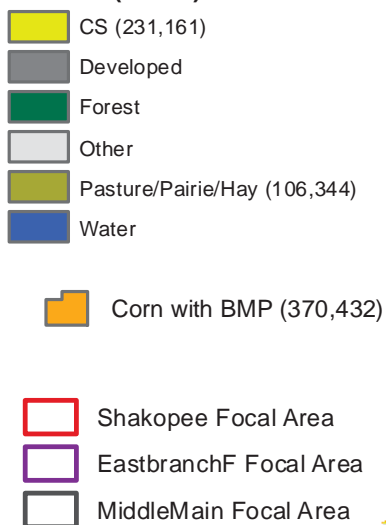 CS (231,161)
Developed
Forest
Other
Pasture/Pairie/Hay (106,344)
Water
Corn with BMP (370,432)
Shakopee Focal Area
EastbranchF Focal Area
MiddleMain Focal Area